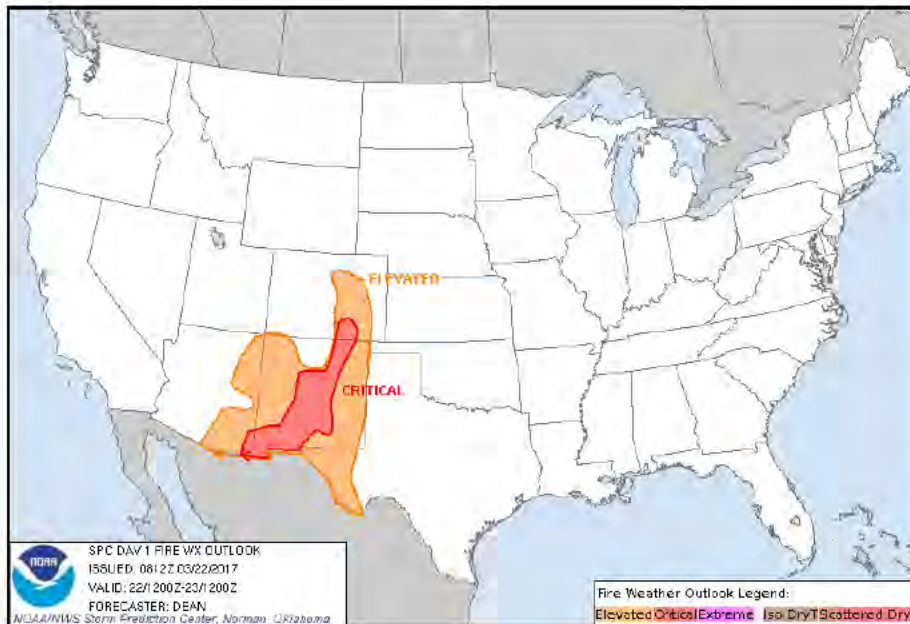 ELEVATED
CRITICAL
NOAA
SPC DAY 1 FIRE WX OUTLOOK
ISSUED: 0812Z 03/22/2017
VALID: 22/1200Z-23/1200Z
FORECASTER: DEAN
NOAA/NWS Storm Prediction Center, Norman, Oklahoma
Fire Weather Outlook Legend:
Elevated Critical Extreme Iso DryT Scattered Dry